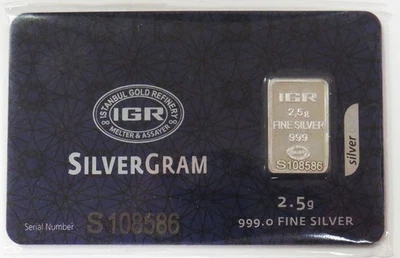 ISTANBUL GOLD REFINERY
IGR
MELTER & ASSAYER
SILVERGRAM
Serial Number S 108586
IGR
2,5g
FINE SILVER
999
S108586
silver
2.5g
999.0 FINE SILVER